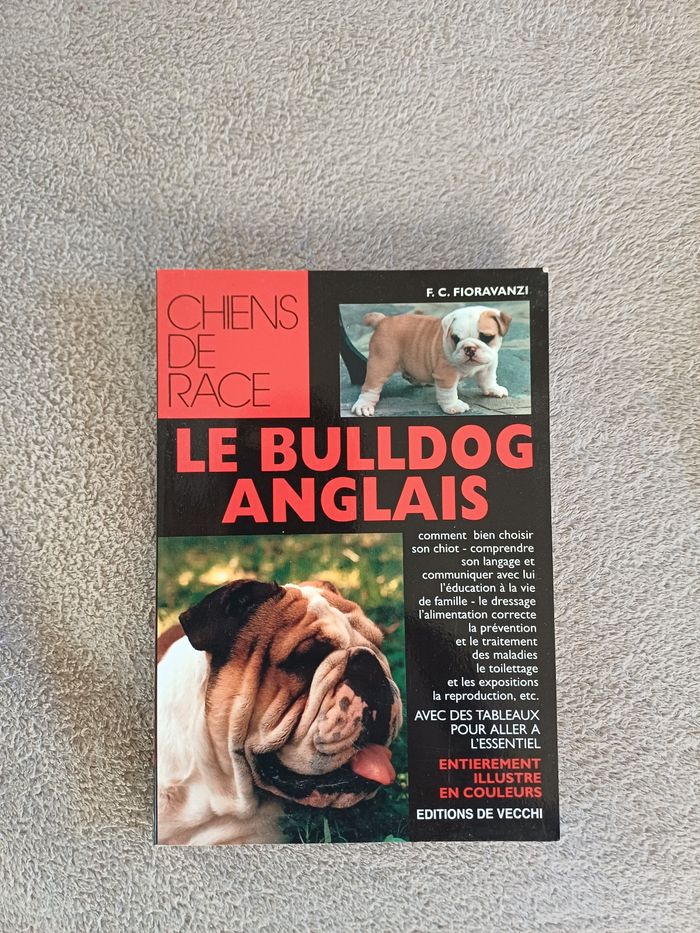 CHIENS
DE
RACE
F. C. FIORAVANZI
LE BULLDOG
ANGLAIS
comment bien choisir
son chiot - comprendre
son langage et
communiquer avec lui
l'éducation à la vie
de famille - le dressage
l'alimentation correcte
la prévention
et le traitement
des maladies
le toilettage
et les expositions
la reproduction, etc.
AVEC DES TABLEAUX
POUR ALLER A
L'ESSENTIEL
ENTIEREMENT
ILLUSTRE
EN COULEURS
EDITIONS DE VECCHI